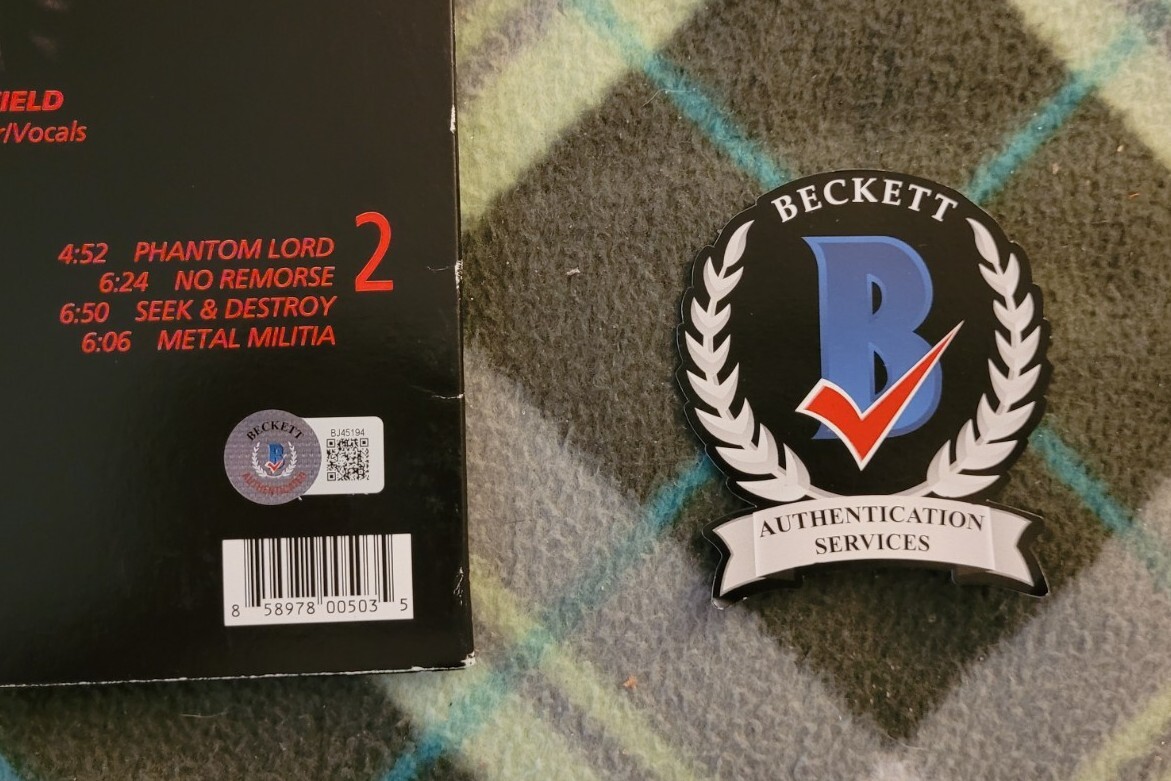 IELD
r/Vocals
4:52 PHANTOM LORD
6:24 NO REMORSE
6:50 SEEK & DESTROY
6:06 METAL MILITIA
2
BECKETT
B
AUTHENTICATION
BJ45194
8 58978 00503 5
BECKETT
B
AUTHENTICATION
SERVICES